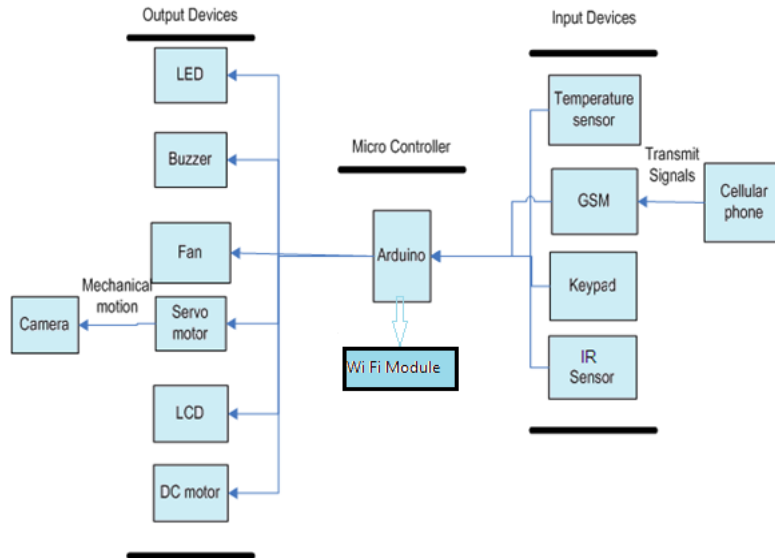 Output Devices
LED
Buzzer
Fan
Mechanical
motion
Camera
Servo
motor
LCD
DC motor
Micro Controller
Arduino
Wi Fi Module
Input Devices
Temperature
sensor
GSM
Transmit
Signals
Cellular
phone
Keypad
IR
Sensor